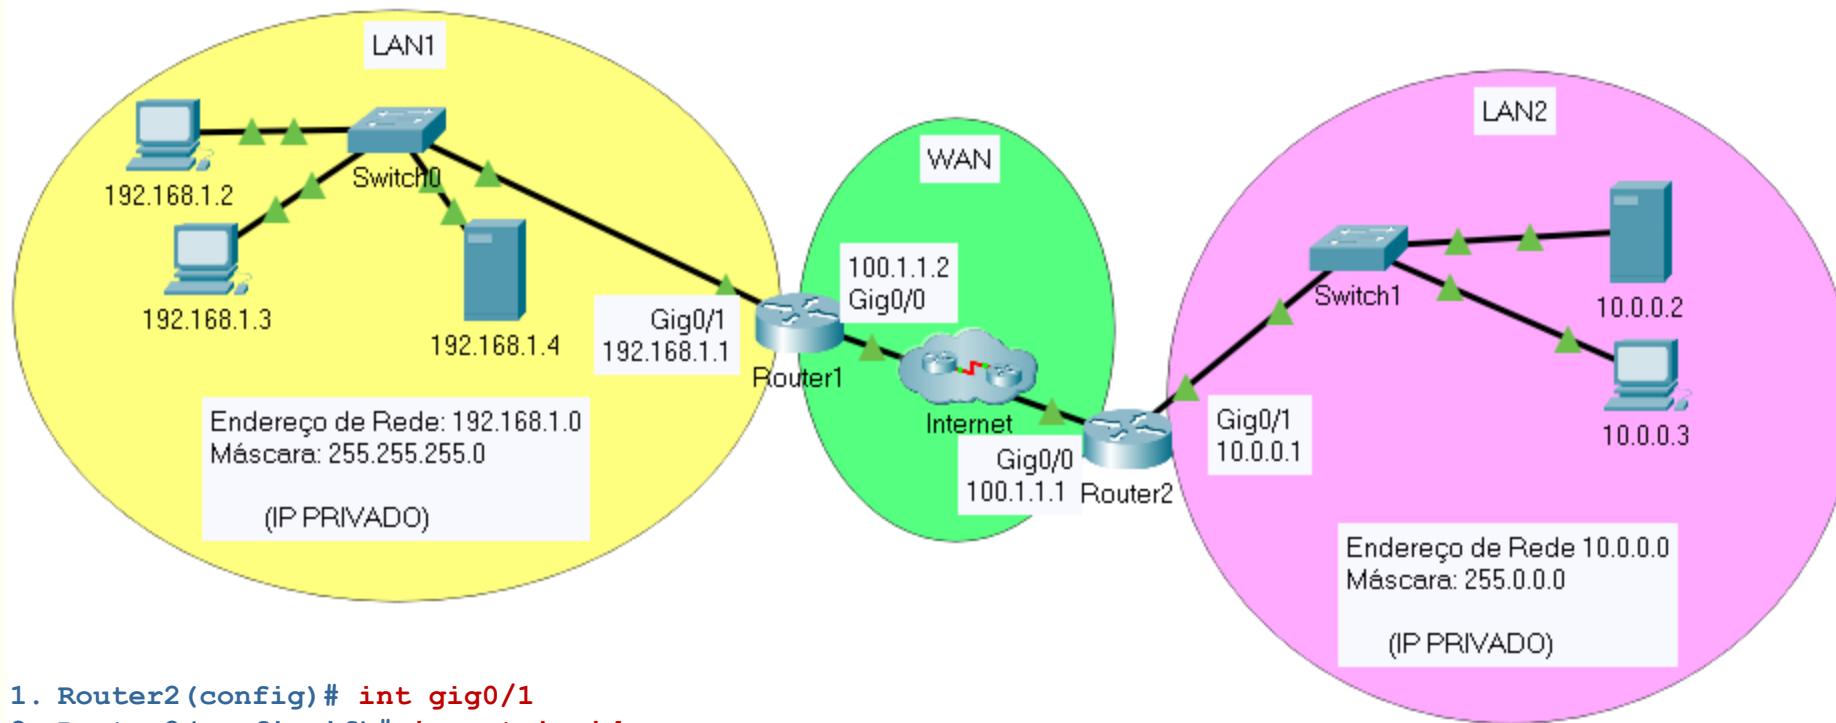 LAN1
192.168.1.2
Switch0
192.168.1.3
192.168.1.4
Gig0/1
192.168.1.1
Router1
Endereço de Rede: 192.168.1.0
Máscara: 255.255.255.0
(IP PRIVADO)
WAN
100.1.1.2
Gig0/0
Internet
Gig0/0
100.1.1.1
Router2
LAN2
Switch1
10.0.0.2
10.0.0.3
Gig0/1
10.0.0.1
Endereço de Rede 10.0.0.0
Máscara: 255.0.0.0
(IP PRIVADO)
1. Router2(config)# int gig0/1